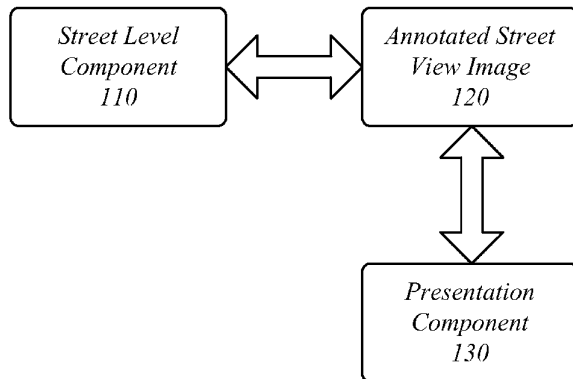 Street Level
Component
110
Annotated Street
View Image
120
Presentation
Component
130